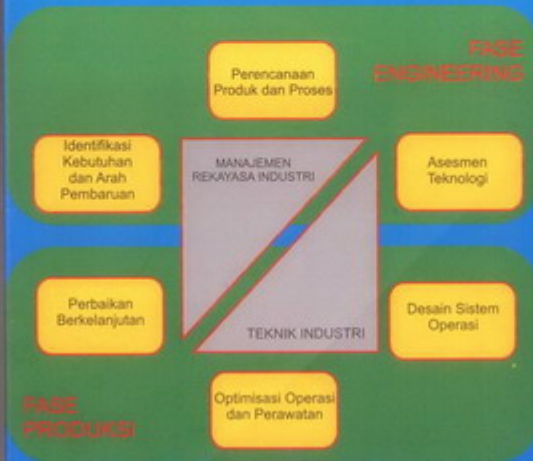 FASE
ENGINEERING
Perencanaan
Produk dan Proses
Identifikasi
Kebutuhan
dan Arah
Pembaruan
MANAJEMEN
REKAYASA INDUSTRI
Asesmen
Teknologi
Perbaikan
Berkelanjutan
TEKNIK INDUSTRI
Desain Sistem
Operasi
FASE
PRODUKSI
Optimisasi Operasi
dan Perawatan